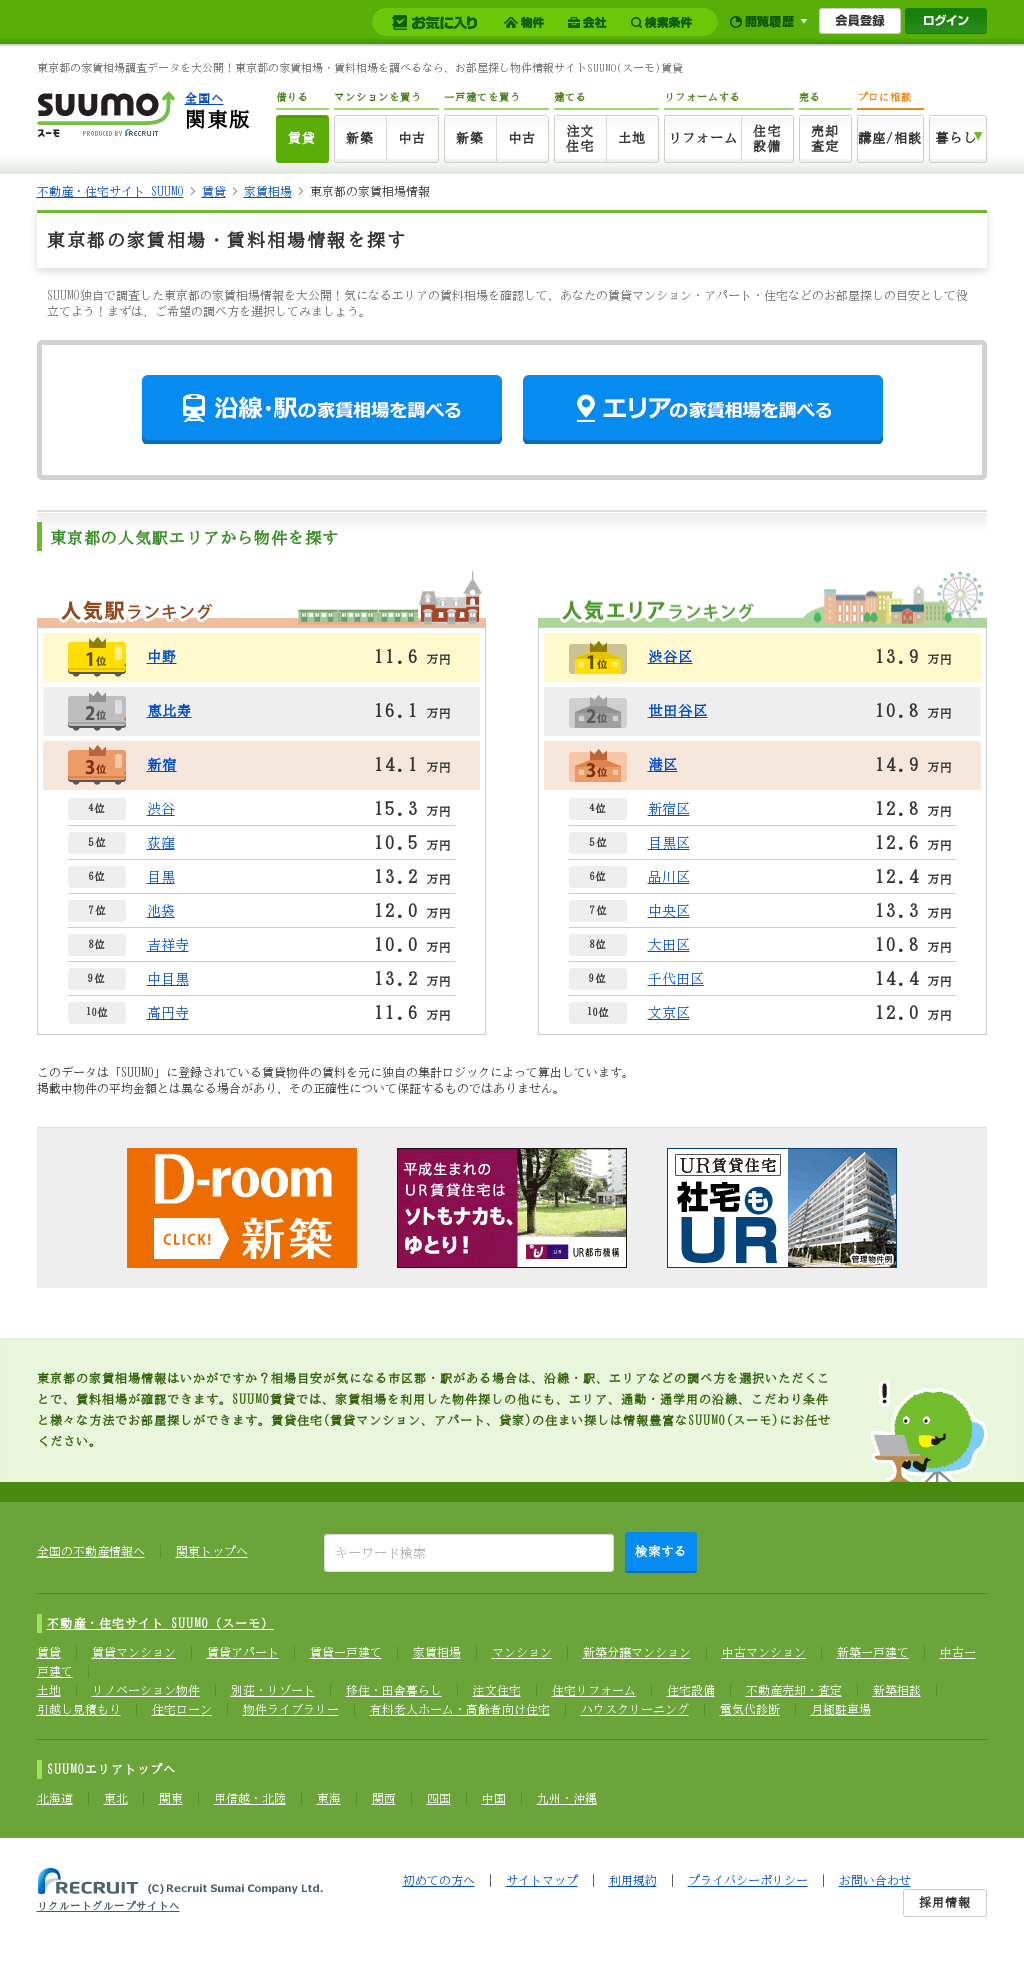 お気に入り 物件 会社 検索条件 閲覧履歴 会員登録 ログイン
東京都の家賃相場調査データを大公開！東京都の家賃相場・賃料相場を調べるなら、お部屋探し物件情報サイトSUUMO(スーモ)賃貸
suumo
スーモ PRODUCED BY RECRUIT
全国へ
関東版
借りる マンションを買う 一戸建てを買う 建てる リフォームする 売る プロに相談
賃貸 新築 中古 新築 中古 注文住宅 土地 リフォーム 住宅設備 売却査定 講座/相談 暮らし
不動産・住宅サイト SUUMO > 賃貸 > 家賃相場 > 東京都の家賃相場情報
東京都の家賃相場・賃料相場情報を探す
SUUMO独自で調査した東京都の家賃相場情報を大公開！気になるエリアの賃料相場を確認して、あなたの賃貸マンション・アパート・住宅などのお部屋探しの目安として役
立てよう！まずは、ご希望の調べ方を選択してみましょう。
沿線・駅の家賃相場を調べる
エリアの家賃相場を調べる
東京都の人気駅エリアから物件を探す
人気駅ランキング
1位 中野 11.6 万円
2位 恵比寿 16.1 万円
3位 新宿 14.1 万円
4位 渋谷 15.3 万円
5位 荻窪 10.5 万円
6位 目黒 13.2 万円
7位 池袋 12.0 万円
8位 吉祥寺 10.0 万円
9位 中目黒 13.2 万円
10位 高円寺 11.6 万円
人気エリアランキング
1位 渋谷区 13.9 万円
2位 世田谷区 10.8 万円
3位 港区 14.9 万円
4位 新宿区 12.8 万円
5位 目黒区 12.6 万円
6位 品川区 12.4 万円
7位 中央区 13.3 万円
8位 大田区 10.8 万円
9位 千代田区 14.4 万円
10位 文京区 12.0 万円
このデータは「SUUMO」に登録されている賃貸物件の賃料を元に独自の集計ロジックによって算出しています。
掲載中物件の平均金額とは異なる場合があり、その正確性について保証するものではありません。
D-room
CLICK! 新築
平成生まれの
UR賃貸住宅は
ソトもナカも、
ゆとり！
UR都市機構
UR賃貸住宅
社宅も
UR
管理物件例
東京都の家賃相場情報はいかがですか？相場目安が気になる市区郡・駅がある場合は、沿線・駅、エリアなどの調べ方を選択いただくこ
とで、賃料相場が確認できます。SUUMO賃貸では、家賃相場を利用した物件探しの他にも、エリア、通勤・通学用の沿線、こだわり条件
と様々な方法でお部屋探しができます。賃貸住宅(賃貸マンション、アパート、貸家)の住まい探しは情報豊富なSUUMO(スーモ)にお任せ
ください。
全国の不動産情報へ | 関東トップへ キーワード検索 検索する
不動産・住宅サイト SUUMO (スーモ)
賃貸 | 賃貸マンション | 賃貸アパート | 賃貸一戸建て | 家賃相場 | マンション | 新築分譲マンション | 中古マンション | 新築一戸建て | 中古一
戸建て |
土地 | リノベーション物件 | 別荘・リゾート | 移住・田舎暮らし | 注文住宅 | 住宅リフォーム | 住宅設備 | 不動産売却・査定 | 新築相談 |
引越し見積もり | 住宅ローン | 物件ライブラリー | 有料老人ホーム・高齢者向け住宅 | ハウスクリーニング | 電気代診断 | 月極駐車場
SUUMOエリアトップへ
北海道 | 東北 | 関東 | 甲信越・北陸 | 東海 | 関西 | 四国 | 中国 | 九州・沖縄
RECRUIT (C) Recruit Sumai Company Ltd.
リクルートグループサイトへ
初めての方へ | サイトマップ | 利用規約 | プライバシーポリシー | お問い合わせ
採用情報